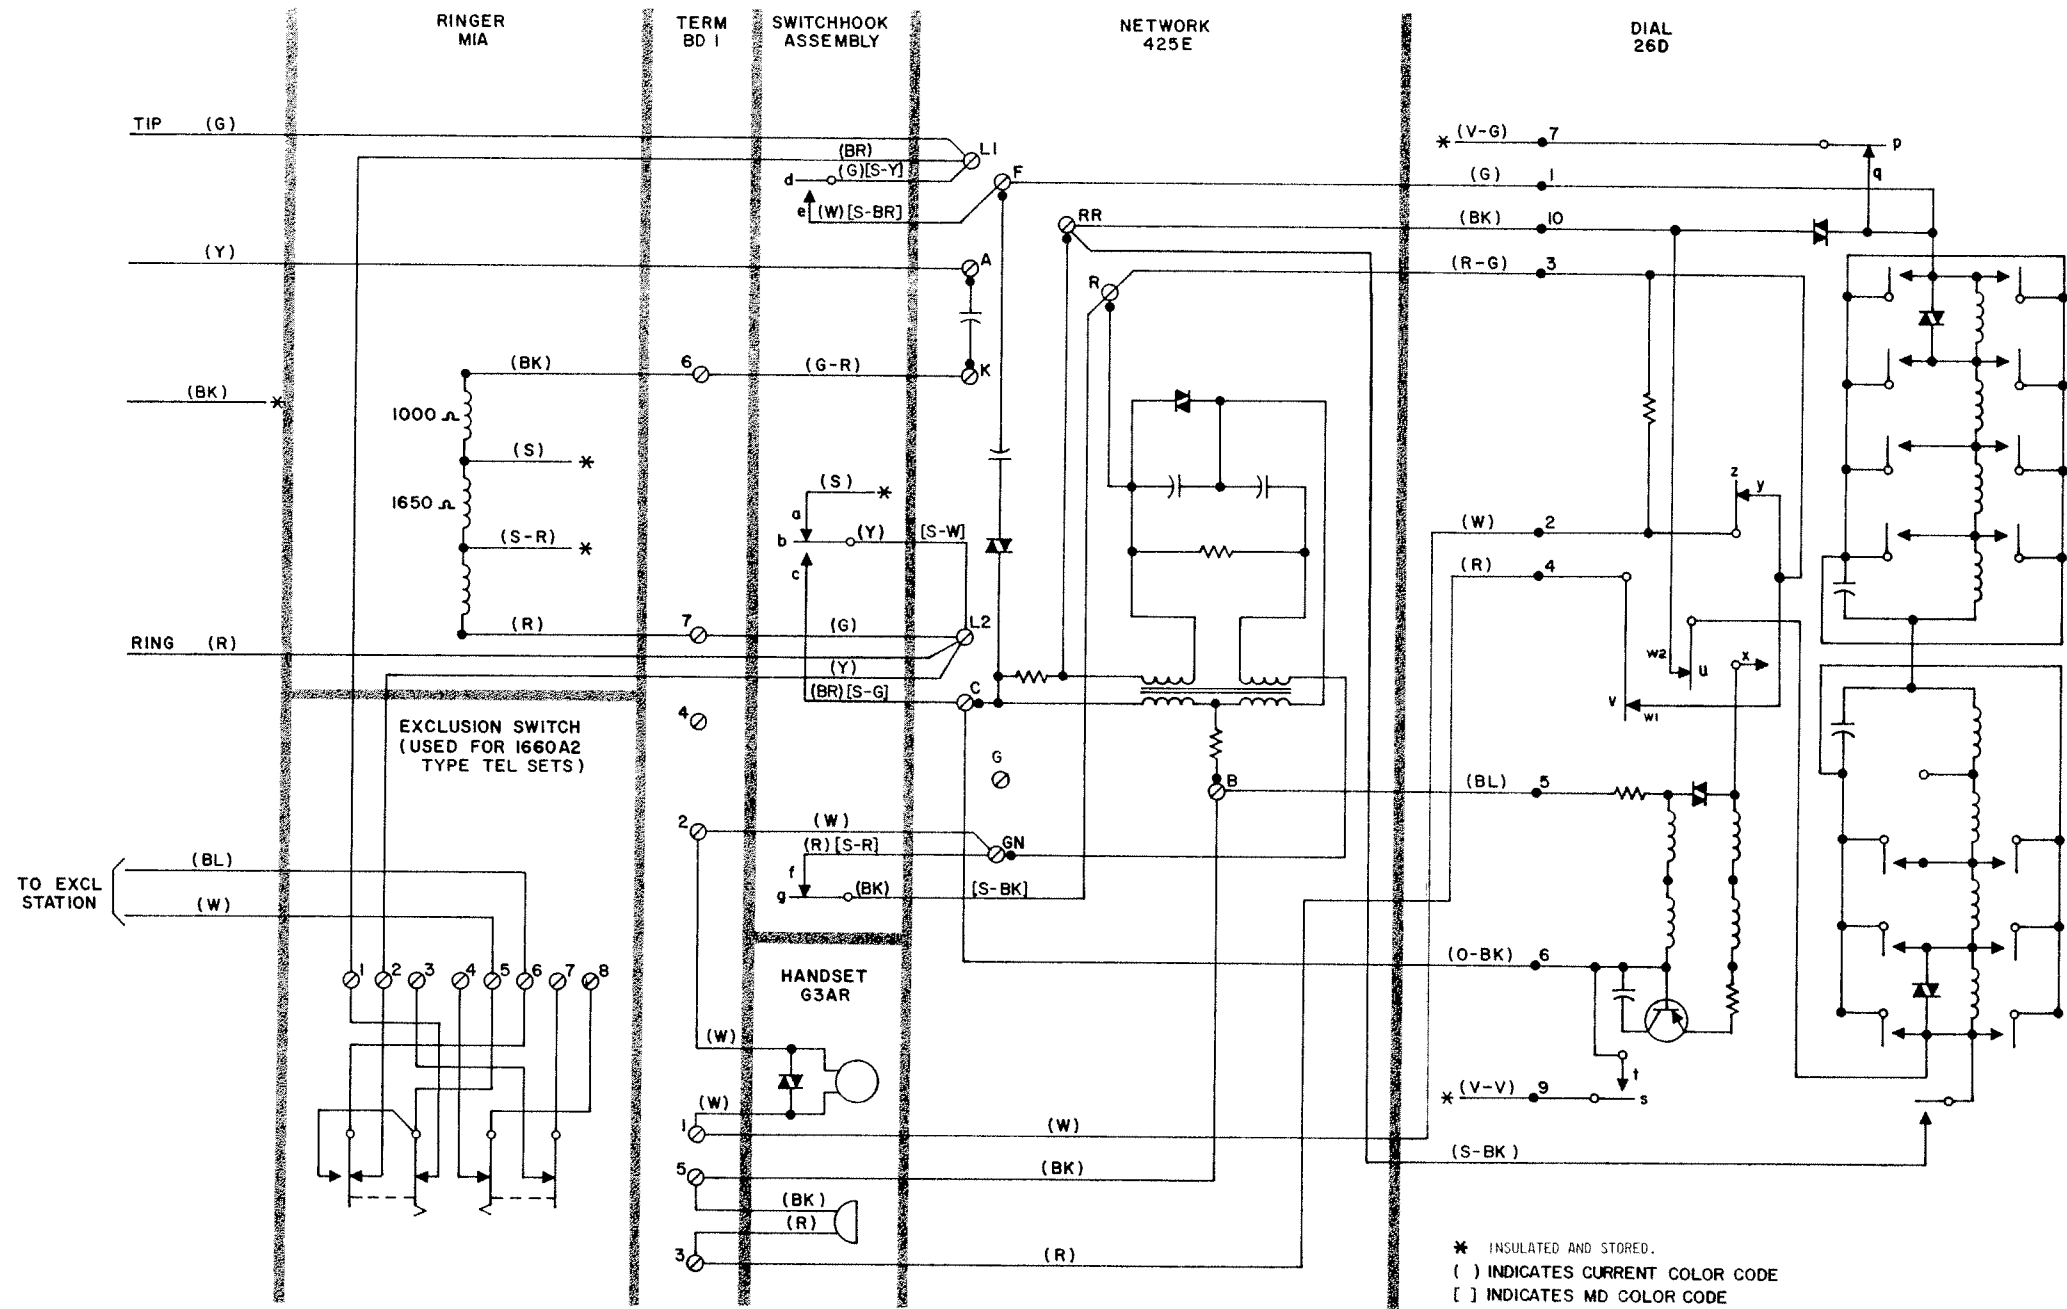 RINGER
MIA
TERM
BD I
SWITCHHOOK
ASSEMBLY
NETWORK
425E
DIAL
26D
TIP (G)
(BR)
L1
d
(G)[S-Y]
F
e
(W)[S-BR]
(V-G) 7
p
q
(G) 1
RR
(BK) 10
(Y)
A
R
(R-G) 3
(BK)
6
(G-R)
K
(BK)
1000 Ω
(S)
1650 Ω
(S-R)
(S)
a
b
(Y)
[S-W]
c
z
y
(W) 2
(R) 4
(R)
7
(G)
L2
RING (R)
(Y)
(BR)[S-G]
C
w2
u
x
v
w1
4
G
B
EXCLUSION SWITCH
(USED FOR 1660A2
TYPE TEL SETS)
(BL) 5
2
(W)
(R)[S-R]
GN
f
g
(BK)
[S-BK]
(BL)
TO EXCL
STATION
(W)
(O-BK) 6
1 2 3 4 5 6 7 8
HANDSET
G3AR
(W)
(W)
1
(W)
(V-V) 9
t
s
(S-BK)
5
(BK)
(BK)
(R)
3
(R)
* INSULATED AND STORED.
( ) INDICATES CURRENT COLOR CODE
[ ] INDICATES MD COLOR CODE